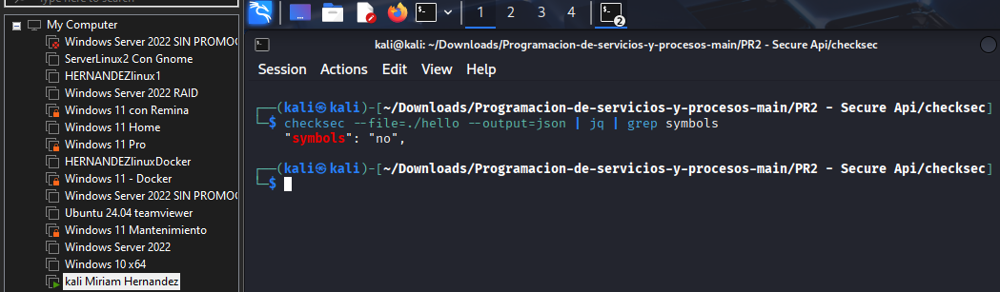 Type here to search
My Computer
Windows Server 2022 SIN PROMOC
ServerLinux2 Con Gnome
HERNANDEZlinux1
Windows Server 2022 RAID
Windows 11 con Remina
Windows 11 Home
Windows 11 Pro
HERNANDEZlinuxDocker
Windows 11 - Docker
Windows Server 2022 SIN PROMOC
Ubuntu 24.04 teamviewer
Windows 11 Mantenimiento
Windows Server 2022
Windows 10 x64
kali Miriam Hernandez
1 2 3 4
2
kali@kali: ~/Downloads/Programacion-de-servicios-y-procesos-main/PR2 - Secure Api/checksec
Session Actions Edit View Help
┌──(kali㉿kali)-[~/Downloads/Programacion-de-servicios-y-procesos-main/PR2 - Secure Api/checksec]
└─$ checksec --file=./hello --output=json | jq | grep symbols
"symbols": "no",
┌──(kali㉿kali)-[~/Downloads/Programacion-de-servicios-y-procesos-main/PR2 - Secure Api/checksec]
└─$